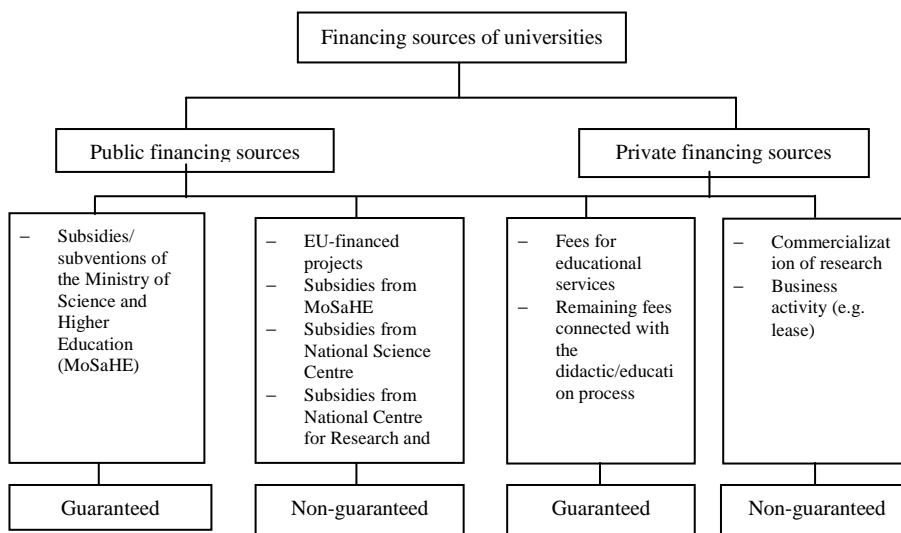 Financing sources of universities
Public financing sources
Private financing sources
– Subsidies/
subventions of
the Ministry of
Science and
Higher
Education
(MoSaHE)
– EU-financed
projects
– Subsidies from
MoSaHE
– Subsidies from
National Science
Centre
– Subsidies from
National Centre
for Research and
– Fees for
educational
services
– Remaining fees
connected with
the
didactic/educati
on process
– Commercializat
ion of research
– Business
activity (e.g.
lease)
Guaranteed
Non-guaranteed
Guaranteed
Non-guaranteed